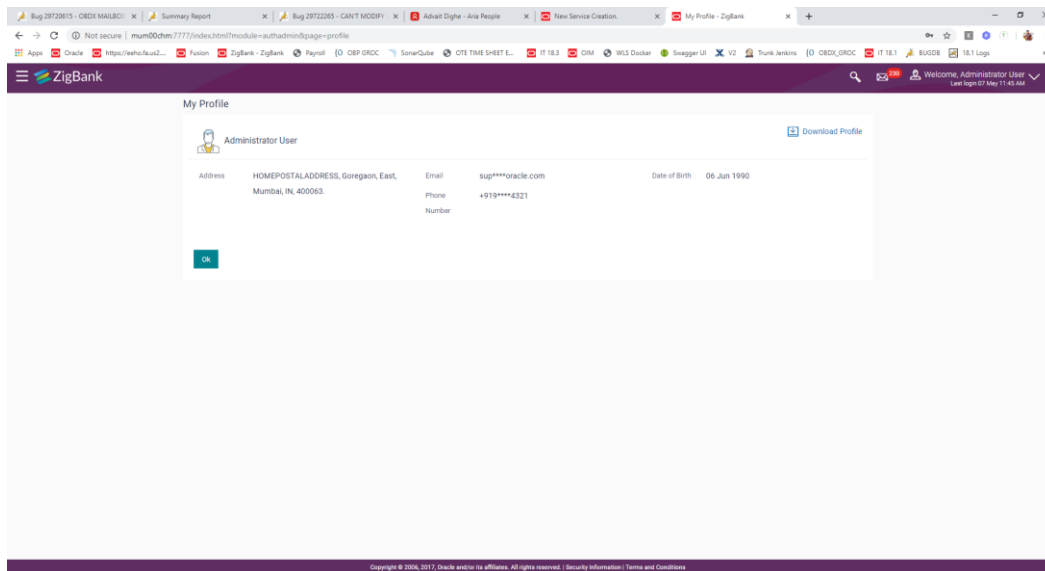 Bug 29720615 - OBDX MAILBOX
Summary Report
Bug 29722265 - CAN'T MODIFY
Advait Dighe - Aria People
New Service Creation.
My Profile - ZigBank
Not secure | mum00chm:7777/index.html?module=authadmin&page=profile
Apps Oracle https://eeho.fa.us2.... Fusion ZigBank - ZigBank Payroll OBP GROC SonarQube OTE TIME SHEET E... IT 18.3 OIM WLS Docker Swagger UI VZ Trunk Jenkins OBDX_GROC IT 18.1 BUGDB 18.1 Logs
ZigBank
230
Welcome, Administrator User
Last login 07 May 11:45 AM
My Profile
Administrator User
Download Profile
Address HOMEPOSTALADDRESS, Goregaon, East,
Mumbai, IN, 400063.
Email sup****oracle.com
Phone Number +919****4321
Date of Birth 06 Jun 1990
Ok
Copyright © 2006, 2017, Oracle and/or its affiliates. All rights reserved. | Security Information | Terms and Conditions